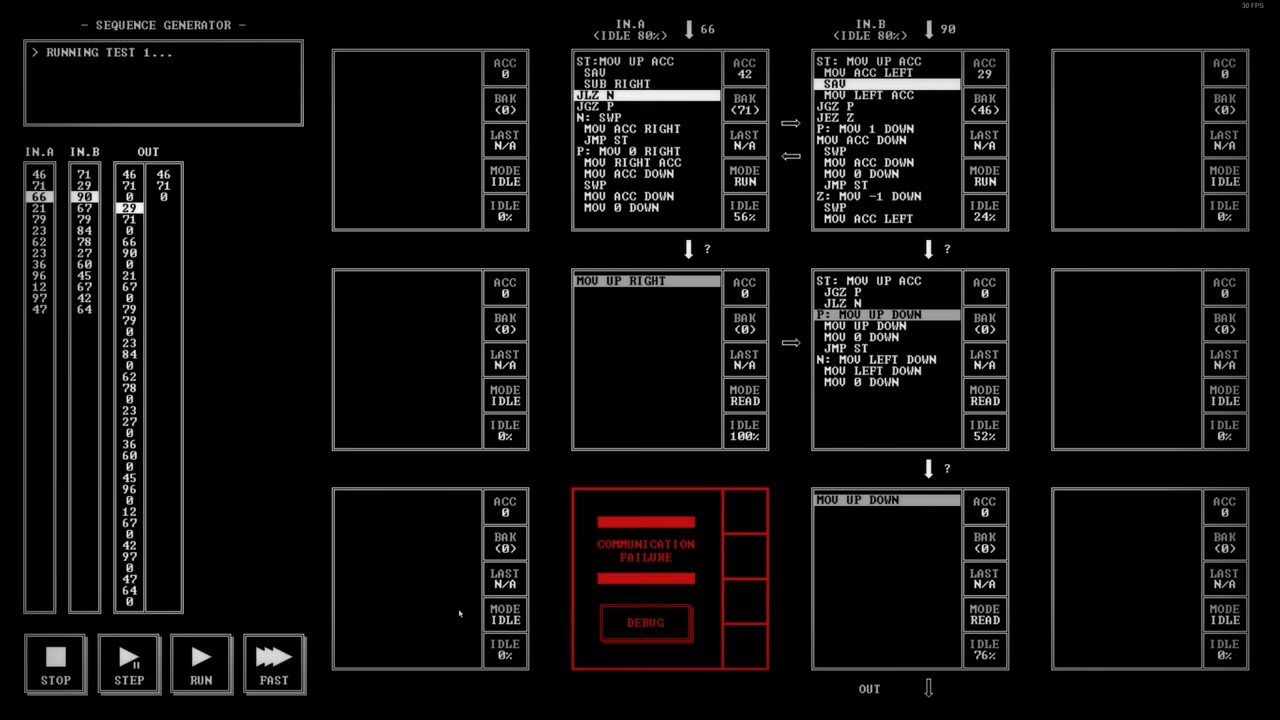 30 FPS
- SEQUENCE GENERATOR -
> RUNNING TEST 1...
IN.A IN.B OUT
46 71 46 46
71 29 71 71
66 90 0 0
21 67 29
79 79 71
23 84 0
62 78 66
23 27 90
36 60 0
96 45 21
12 67 67
97 42 0
47 64 79
79
0
23
84
0
62
78
0
23
27
0
36
60
0
45
96
0
12
67
0
42
97
0
47
64
0
STOP
STEP
RUN
FAST
IN.A
(IDLE 80%)
66
IN.B
(IDLE 80%)
90
ACC
0
BAK
(0)
LAST
N/A
MODE
IDLE
IDLE
0%
ST:MOV UP ACC
SAV
SUB RIGHT
JLZ N
JGZ P
N: SWP
MOV ACC RIGHT
JMP ST
P: MOV 0 RIGHT
MOV RIGHT ACC
MOV ACC DOWN
SWP
MOV ACC DOWN
MOV 0 DOWN
ACC
42
BAK
(71)
LAST
N/A
MODE
RUN
IDLE
56%
ST: MOV UP ACC
MOV ACC LEFT
SAV
MOV LEFT ACC
JGZ P
JEZ Z
P: MOV 1 DOWN
MOV ACC DOWN
SWP
MOV ACC DOWN
MOV 0 DOWN
JMP ST
Z: MOV -1 DOWN
SWP
MOV ACC LEFT
ACC
29
BAK
(46)
LAST
N/A
MODE
RUN
IDLE
24%
ACC
0
BAK
(0)
LAST
N/A
MODE
IDLE
IDLE
0%
?
?
ACC
0
BAK
(0)
LAST
N/A
MODE
IDLE
IDLE
0%
MOV UP RIGHT
ACC
0
BAK
(0)
LAST
N/A
MODE
READ
IDLE
100%
ST: MOV UP ACC
JGZ P
JLZ N
P: MOV UP DOWN
MOV UP DOWN
MOV 0 DOWN
JMP ST
N: MOV LEFT DOWN
MOV LEFT DOWN
MOV 0 DOWN
ACC
0
BAK
(0)
LAST
N/A
MODE
READ
IDLE
52%
ACC
0
BAK
(0)
LAST
N/A
MODE
IDLE
IDLE
0%
?
ACC
0
BAK
(0)
LAST
N/A
MODE
IDLE
IDLE
0%
COMMUNICATION
FAILURE
DEBUG
MOV UP DOWN
ACC
0
BAK
(0)
LAST
N/A
MODE
READ
IDLE
76%
ACC
0
BAK
(0)
LAST
N/A
MODE
IDLE
IDLE
0%
OUT